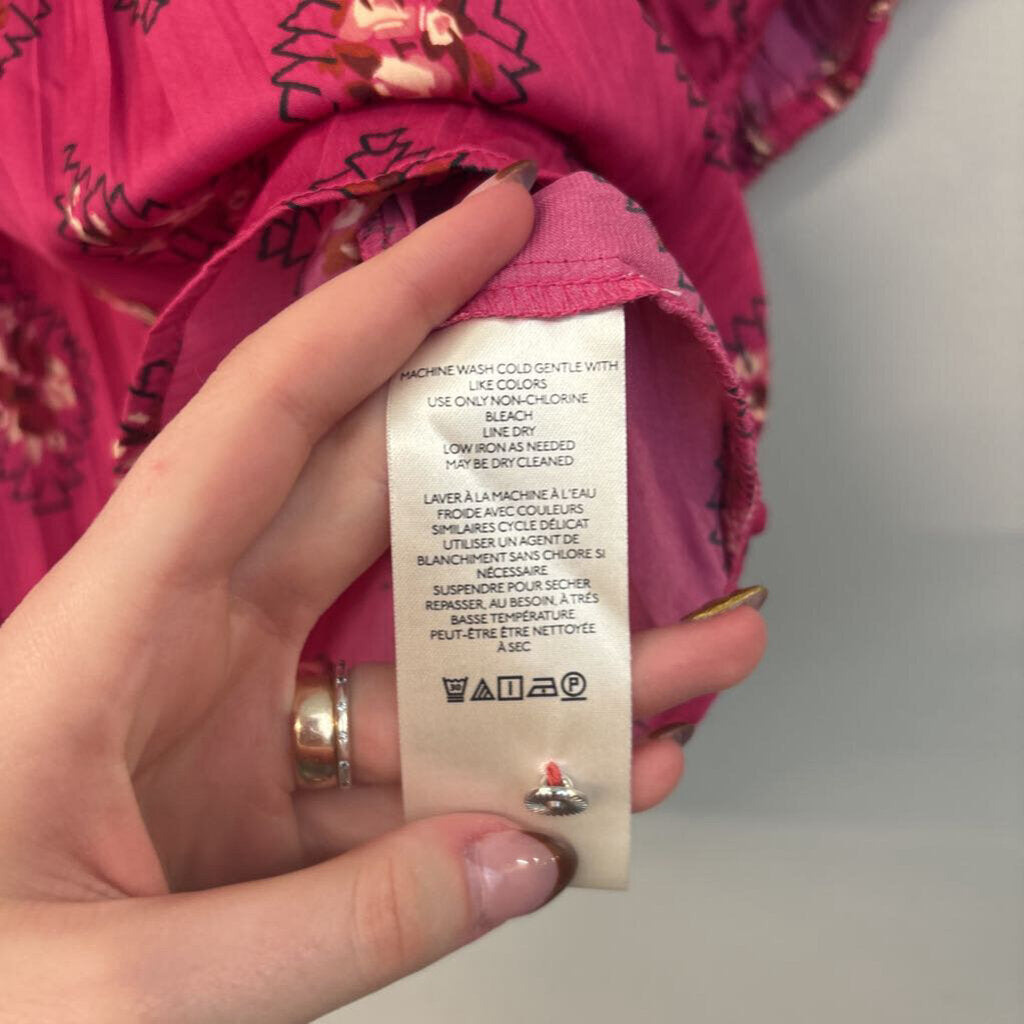 MACHINE WASH COLD GENTLE WITH
LIKE COLORS
USE ONLY NON-CHLORINE
BLEACH
LINE DRY
LOW IRON AS NEEDED
MAY BE DRY CLEANED
LAVER À LA MACHINE À L'EAU
FROIDE AVEC COULEURS
SIMILAIRES CYCLE DÉLICAT
UTILISER UN AGENT DE
BLANCHIMENT SANS CHLORE SI
NÉCESSAIRE
SUSPENDRE POUR SECHER
REPASSER, AU BESOIN, À TRÉS
BASSE TEMPÉRATURE
PEUT-ÊTRE ÊTRE NETTOYÉE
À SEC
30 P